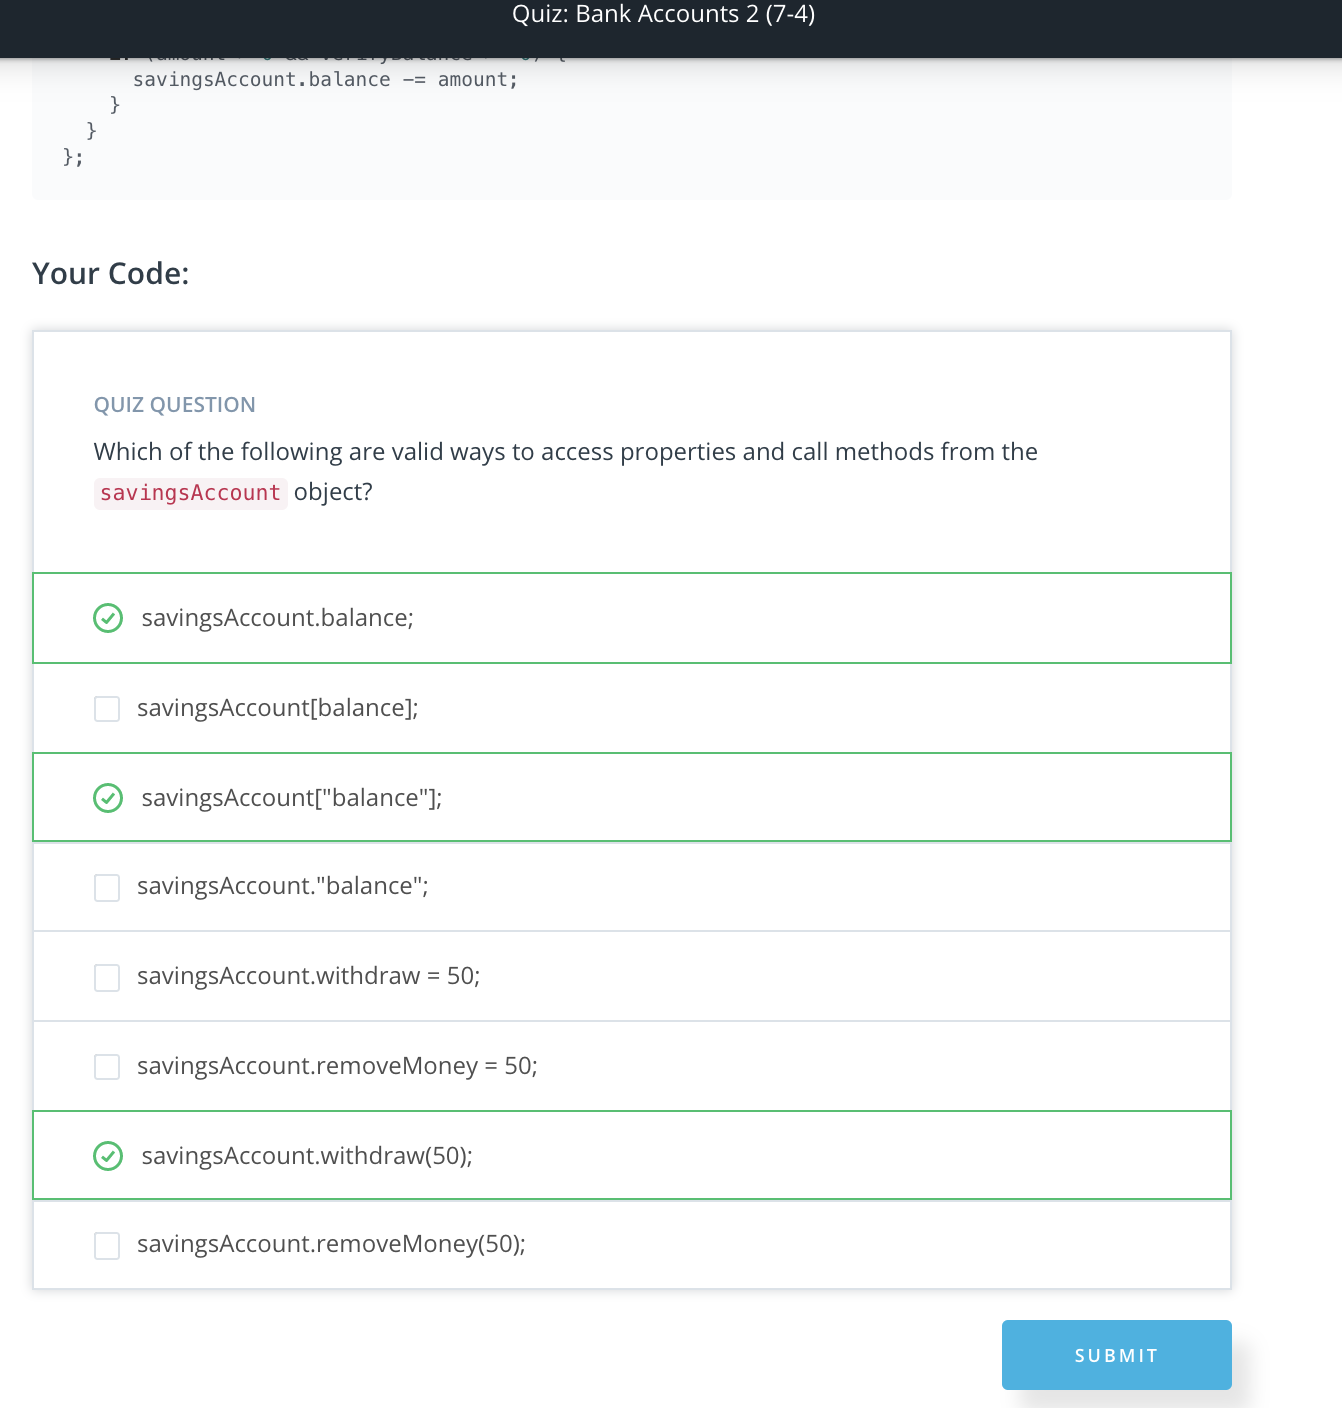 Quiz: Bank Accounts 2 (7-4)
savingsAccount.balance -= amount;
}
}
};
Your Code:
QUIZ QUESTION
Which of the following are valid ways to access properties and call methods from the
savingsAccount object?
savingsAccount.balance;
savingsAccount[balance];
savingsAccount["balance"];
savingsAccount."balance";
savingsAccount.withdraw = 50;
savingsAccount.removeMoney = 50;
savingsAccount.withdraw(50);
savingsAccount.removeMoney(50);
SUBMIT